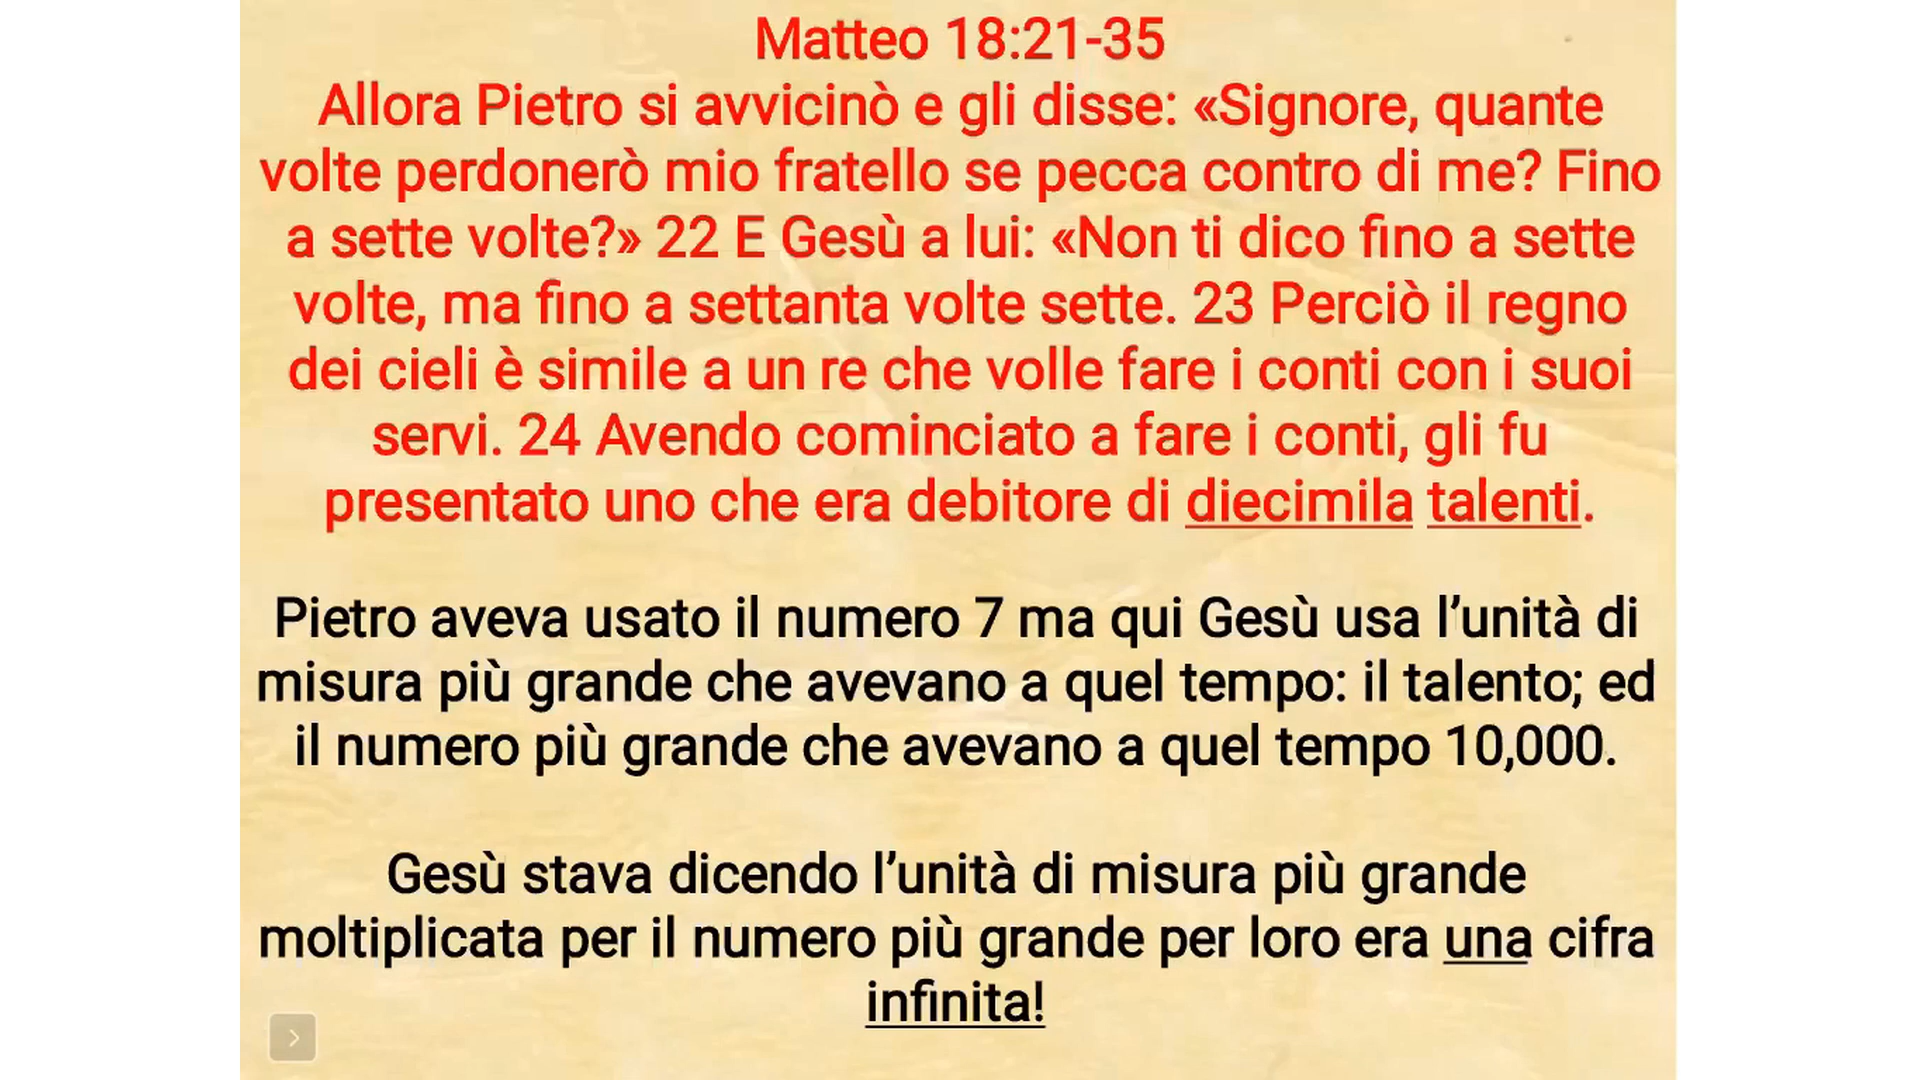 Matteo 18:21-35
Allora Pietro si avvicinò e gli disse: «Signore, quante
volte perdonerò mio fratello se pecca contro di me? Fino
a sette volte?» 22 E Gesù a lui: «Non ti dico fino a sette
volte, ma fino a settanta volte sette. 23 Perciò il regno
dei cieli è simile a un re che volle fare i conti con i suoi
servi. 24 Avendo cominciato a fare i conti, gli fu
presentato uno che era debitore di diecimila talenti.
Pietro aveva usato il numero 7 ma qui Gesù usa l’unità di
misura più grande che avevano a quel tempo: il talento; ed
il numero più grande che avevano a quel tempo 10,000.
Gesù stava dicendo l’unità di misura più grande
moltiplicata per il numero più grande per loro era una cifra
infinita!